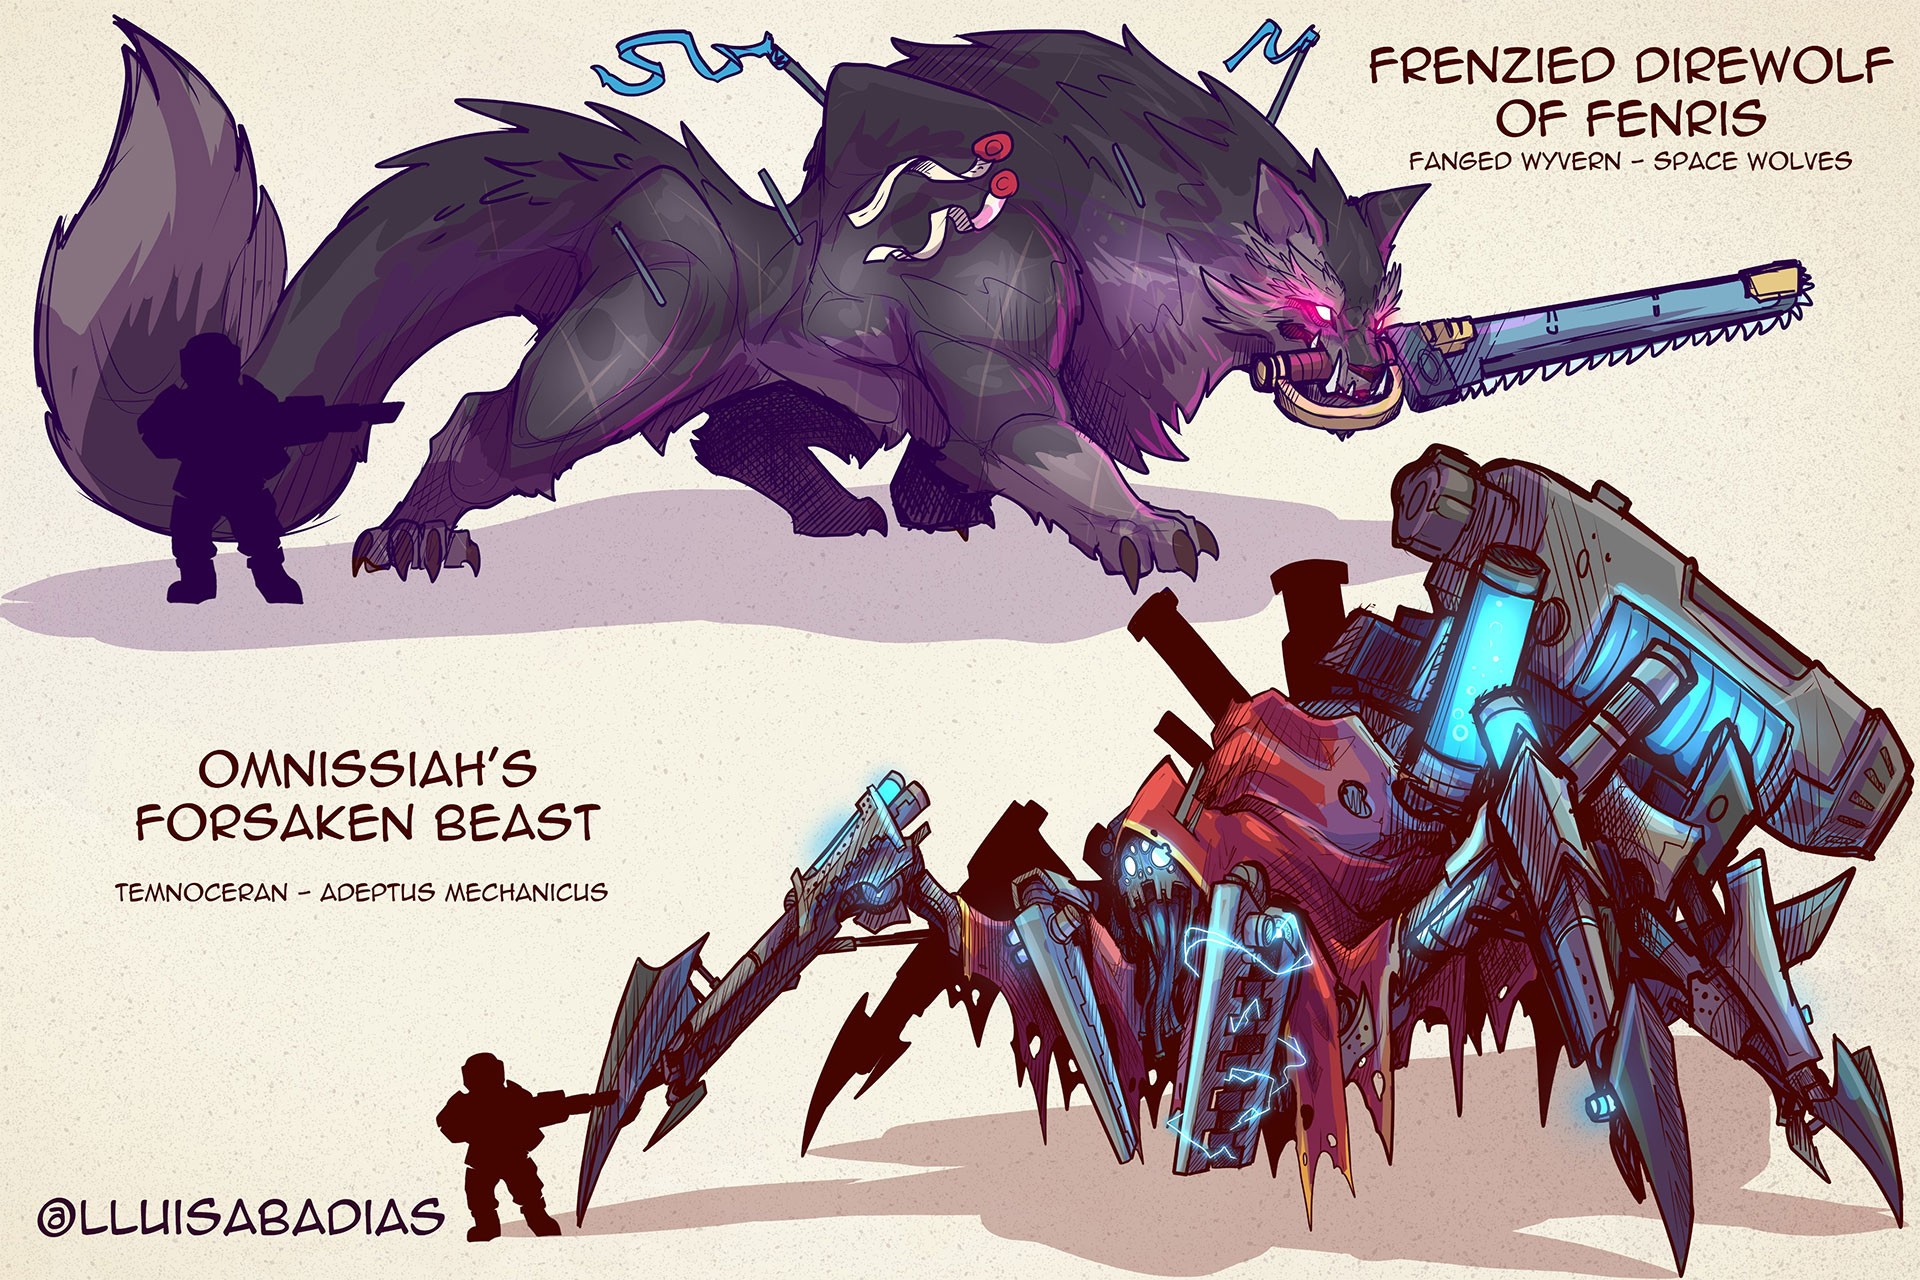 FRENZIED DIREWOLF
OF FENRIS
FANGED WYVERN - SPACE WOLVES
OMNISSIAH'S
FORSAKEN BEAST
TEMNOCERAN - ADEPTUS MECHANICUS
@LLUISABADIAS